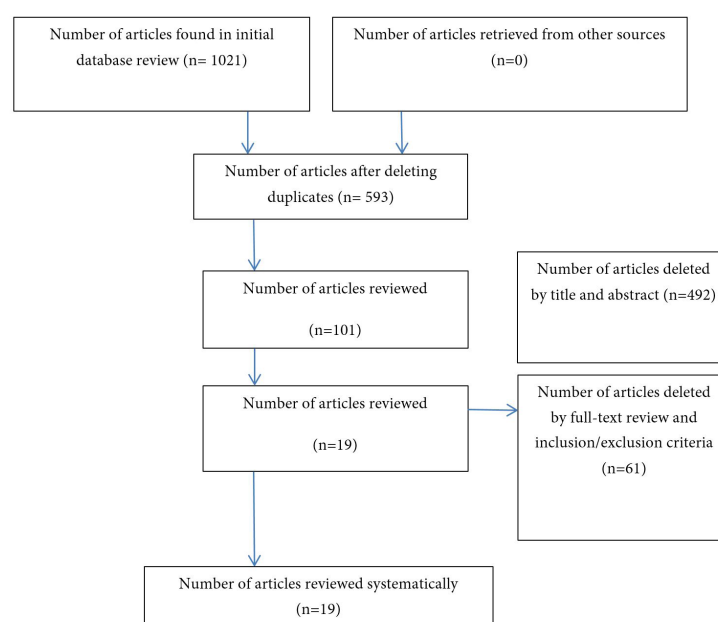 Number of articles found in initial
database review (n= 1021)
Number of articles retrieved from other sources
(n=0)
Number of articles after deleting
duplicates (n= 593)
Number of articles reviewed
(n=101)
Number of articles deleted
by title and abstract (n=492)
Number of articles reviewed
(n=19)
Number of articles deleted
by full-text review and
inclusion/exclusion criteria
(n=61)
Number of articles reviewed systematically
(n=19)